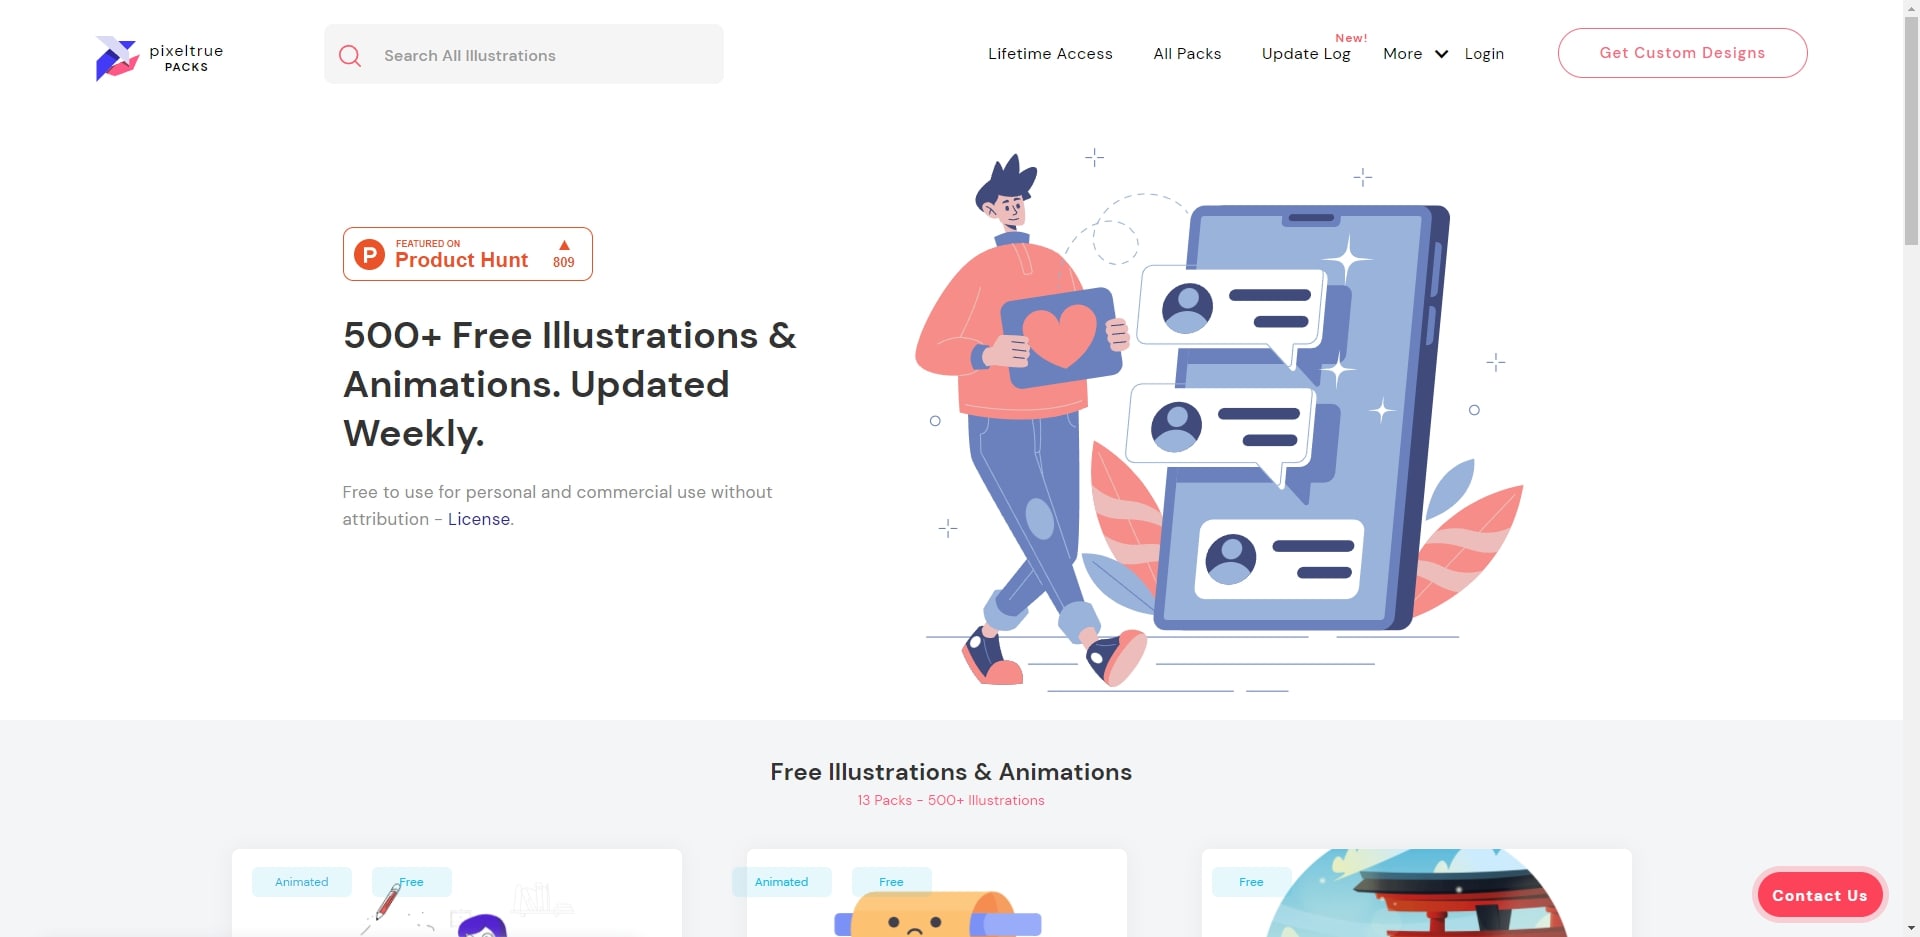 pixeltrue
PACKS
Search All Illustrations
Lifetime Access
All Packs
Update Log
New!
More
Login
Get Custom Designs
P
FEATURED ON
Product Hunt
809
500+ Free Illustrations &
Animations. Updated
Weekly.
Free to use for personal and commercial use without
attribution - License.
Free Illustrations & Animations
13 Packs - 500+ Illustrations
Animated
Free
Animated
Free
Free
Contact Us